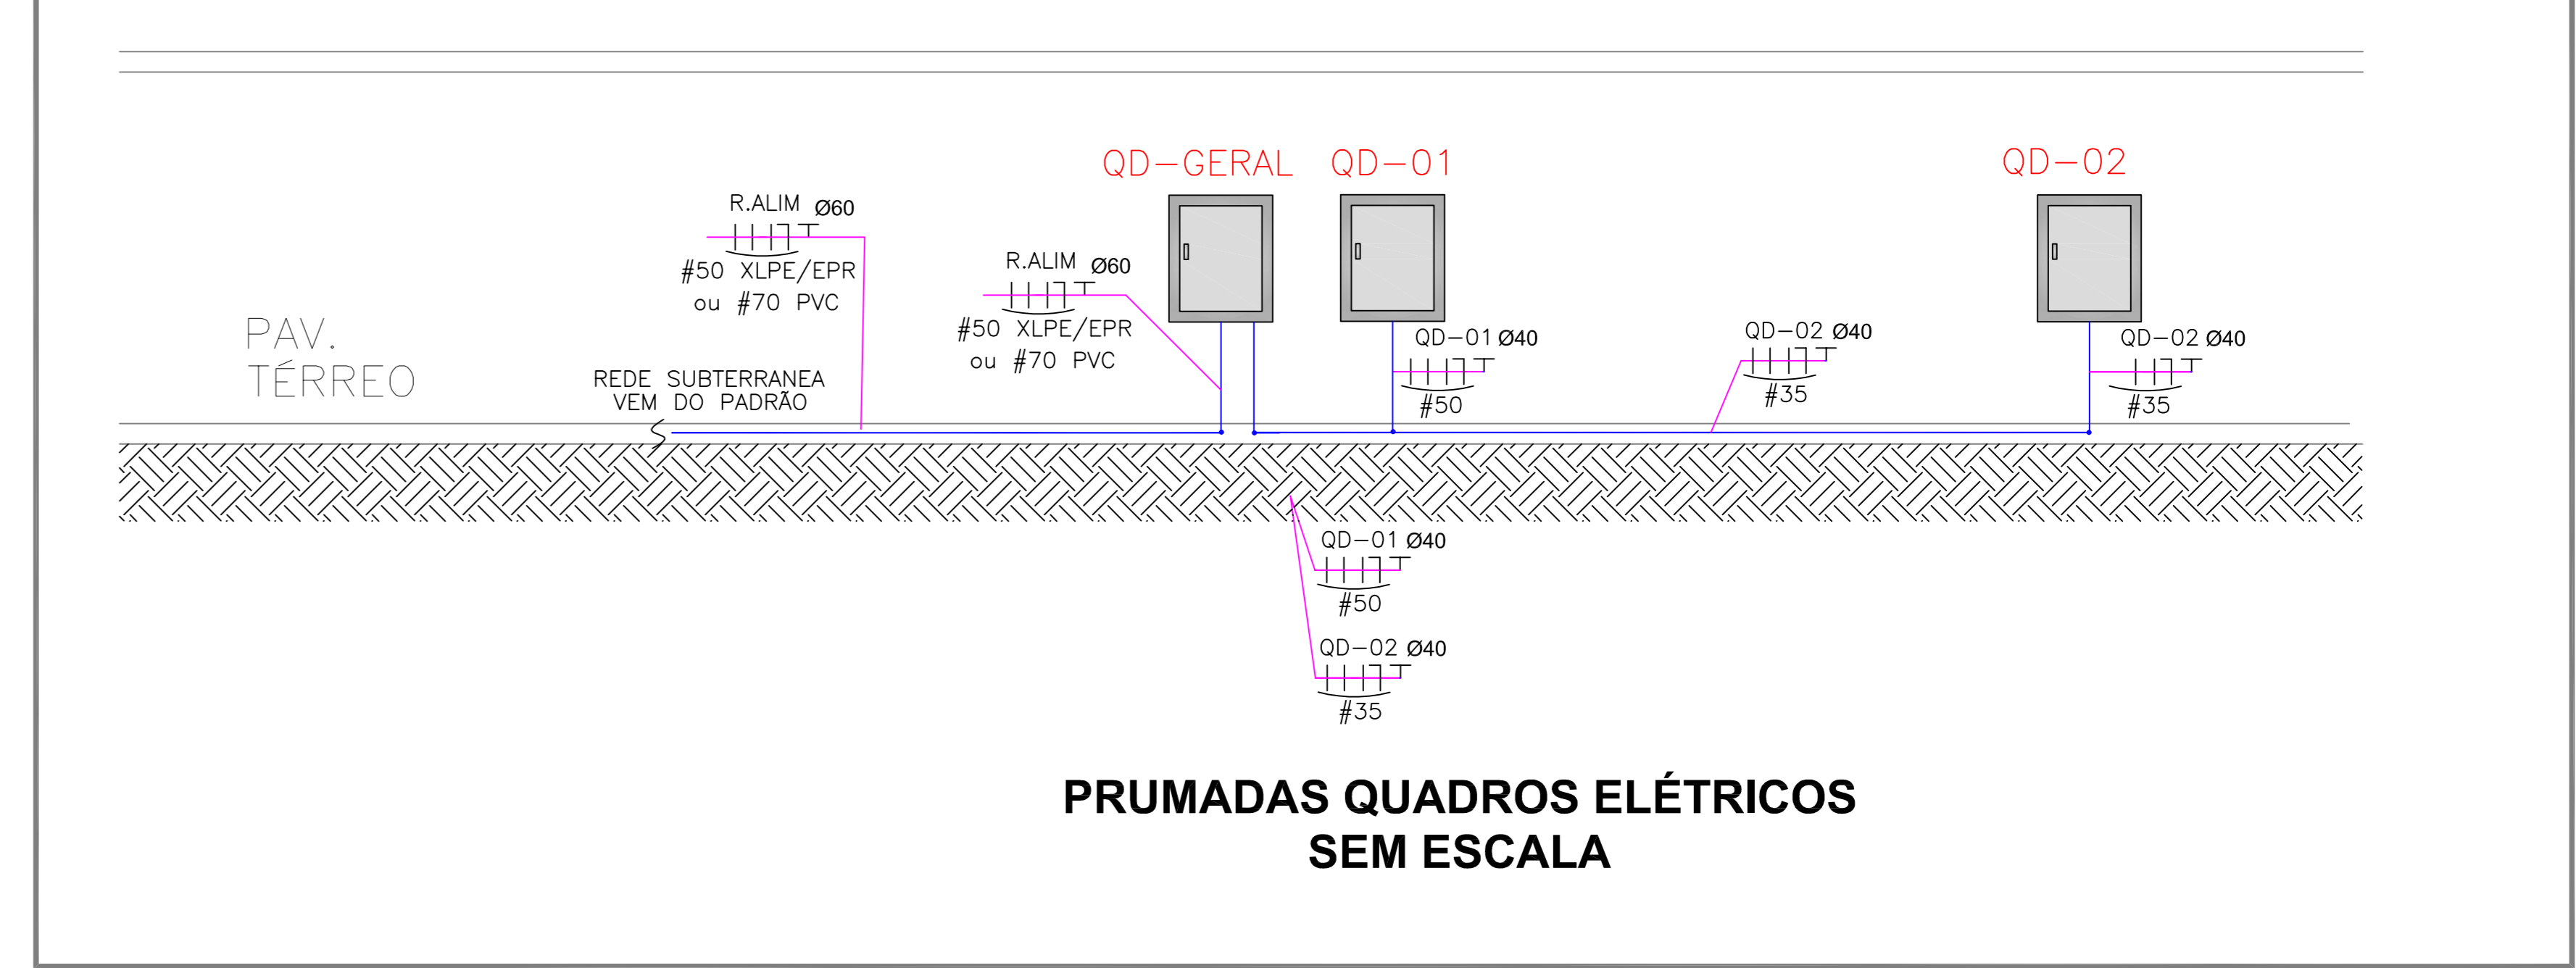 QD-GERAL
QD-01
QD-02
R.ALIM Ø60
#50 XLPE/EPR
ou #70 PVC
R.ALIM Ø60
#50 XLPE/EPR
ou #70 PVC
PAV.
TÉRREO
REDE SUBTERRANEA
VEM DO PADRÃO
QD-01 Ø40
#50
QD-02 Ø40
#35
QD-02 Ø40
#35
QD-01 Ø40
#50
QD-02 Ø40
#35
PRUMADAS QUADROS ELÉTRICOS
SEM ESCALA